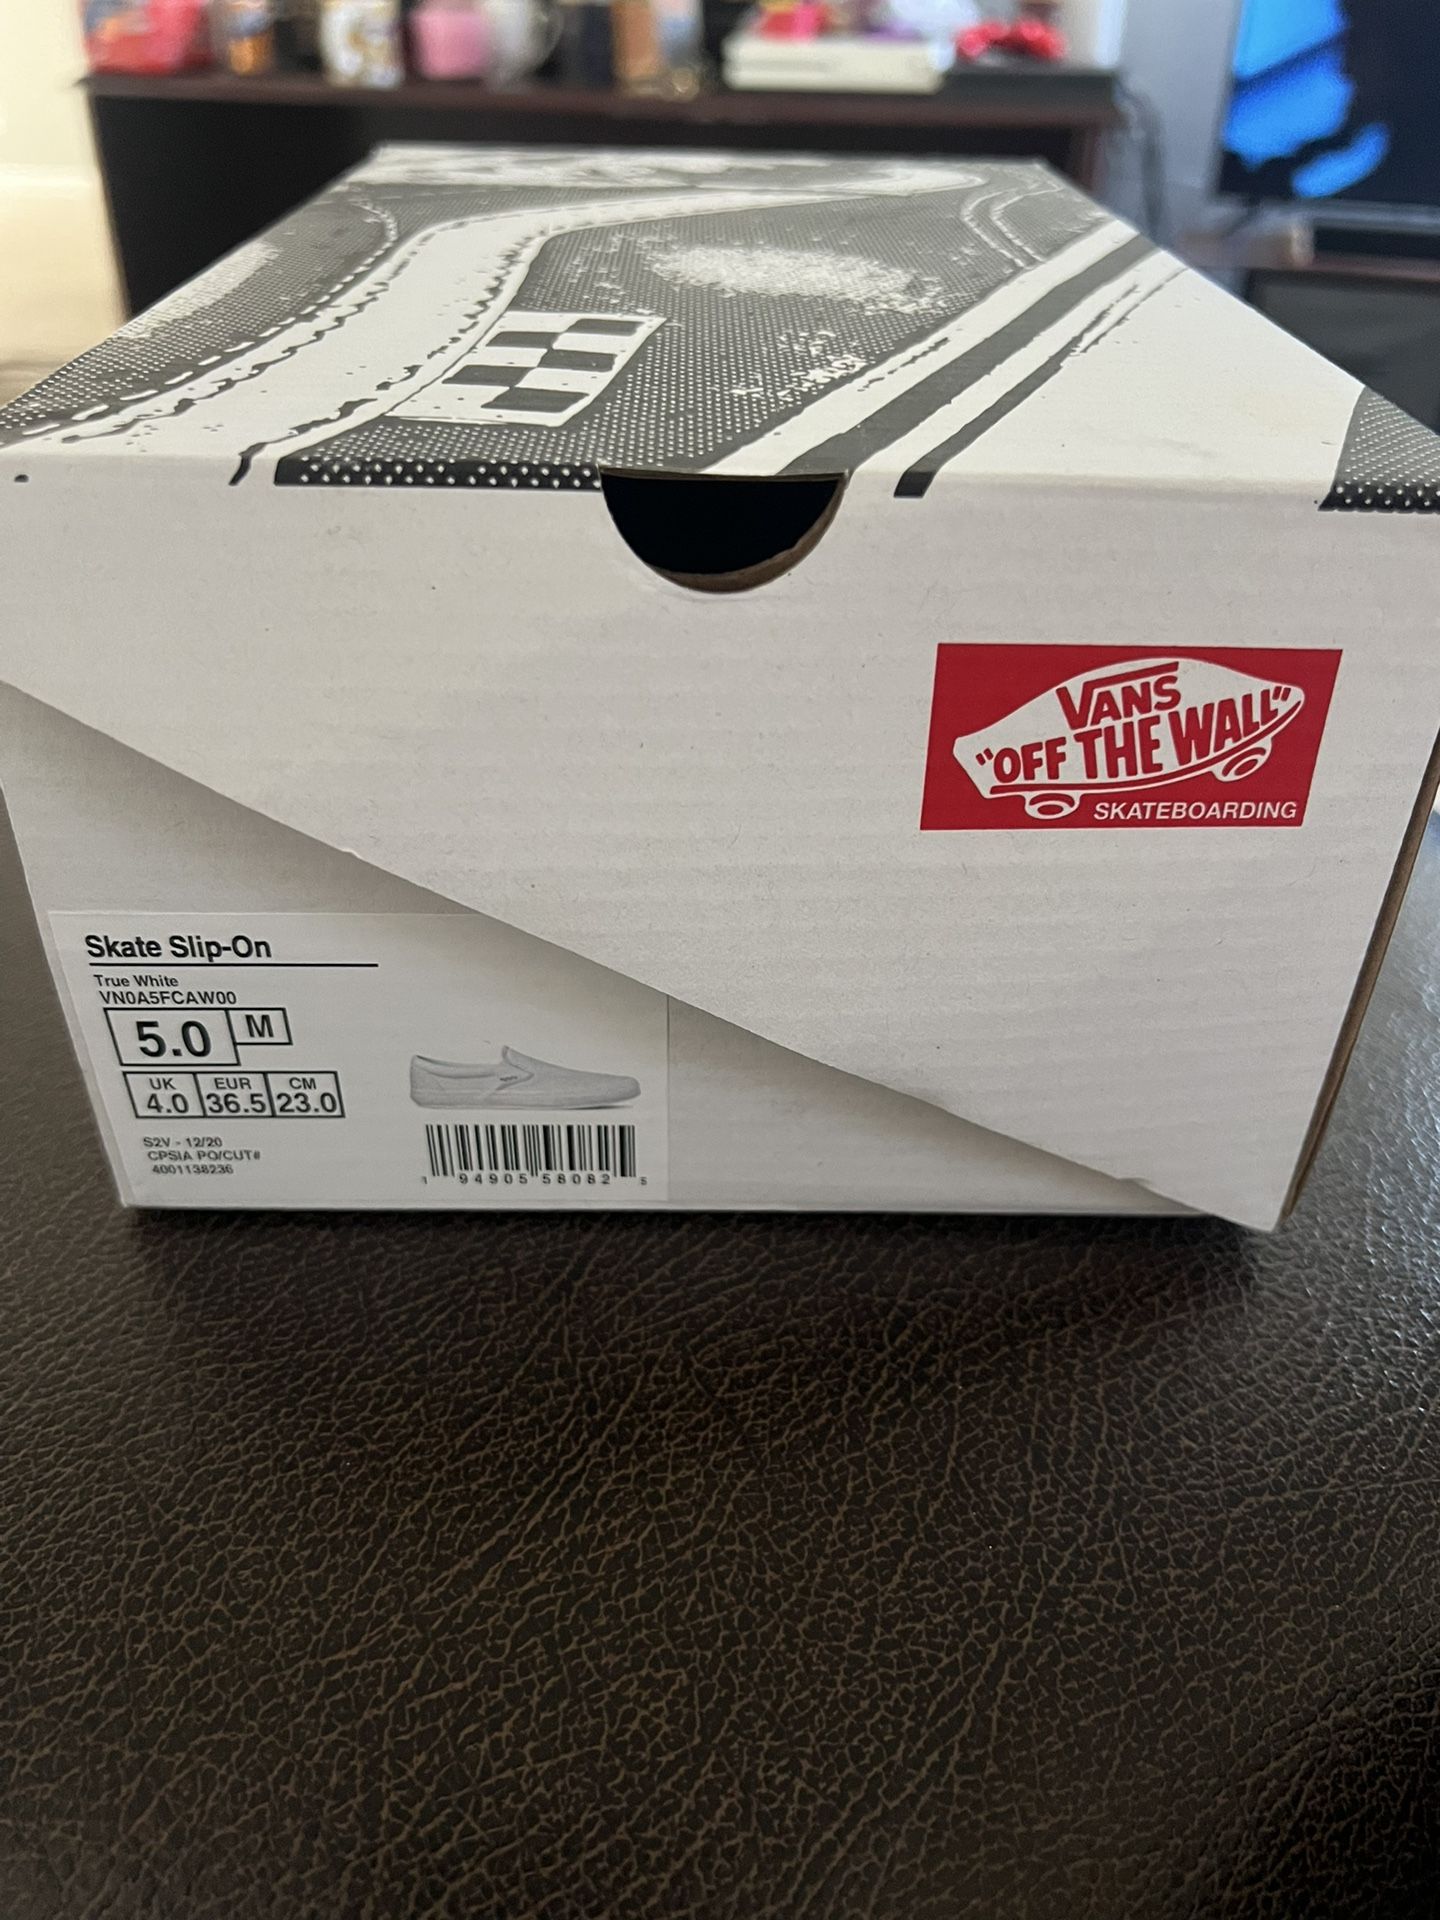 VANS
"OFF THE WALL"
SKATEBOARDING
Skate Slip-On
True White
VN0A5FCAW00
5.0 M
UK EUR CM
4.0 36.5 23.0
S2V - 12/20
CPSIA PO/CUT#
4001138236
1 94905 58082 5